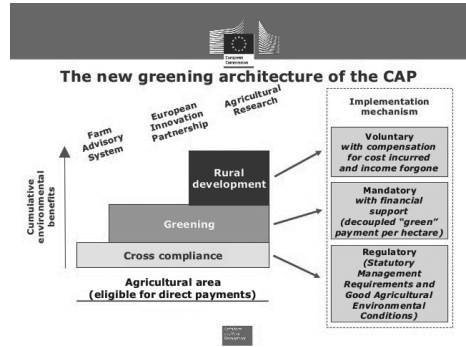 European
Commission
The new greening architecture of the CAP
Farm
Advisory
System
European
Innovation
Partnership
Agricultural
Research
Cumulative
environmental
benefits
Rural
development
Greening
Cross compliance
Agricultural area
(eligible for direct payments)
Implementation
mechanism
Voluntary
with compensation
for cost incurred
and income forgone
Mandatory
with financial
support
(decoupled “green”
payment per hectare)
Regulatory
(Statutory
Management
Requirements and
Good Agricultural
Environmental
Conditions)